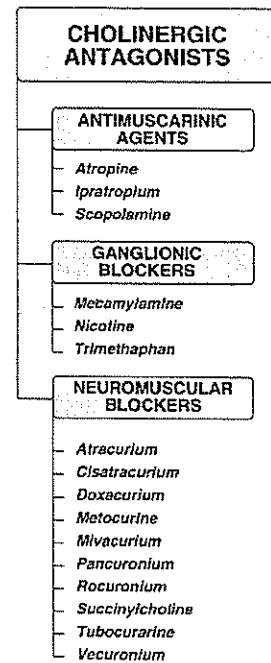 CHOLINERGIC
ANTAGONISTS
ANTIMUSCARINIC
AGENTS
Atropine
Ipratropium
Scopolamine
GANGLIONIC
BLOCKERS
Mecamylamine
Nicotine
Trimethaphan
NEUROMUSCULAR
BLOCKERS
Atracurium
Cisatracurium
Doxacurium
Metocurine
Mivacurium
Pancuronium
Rocuronium
Succinylcholine
Tubocurarine
Vecuronium